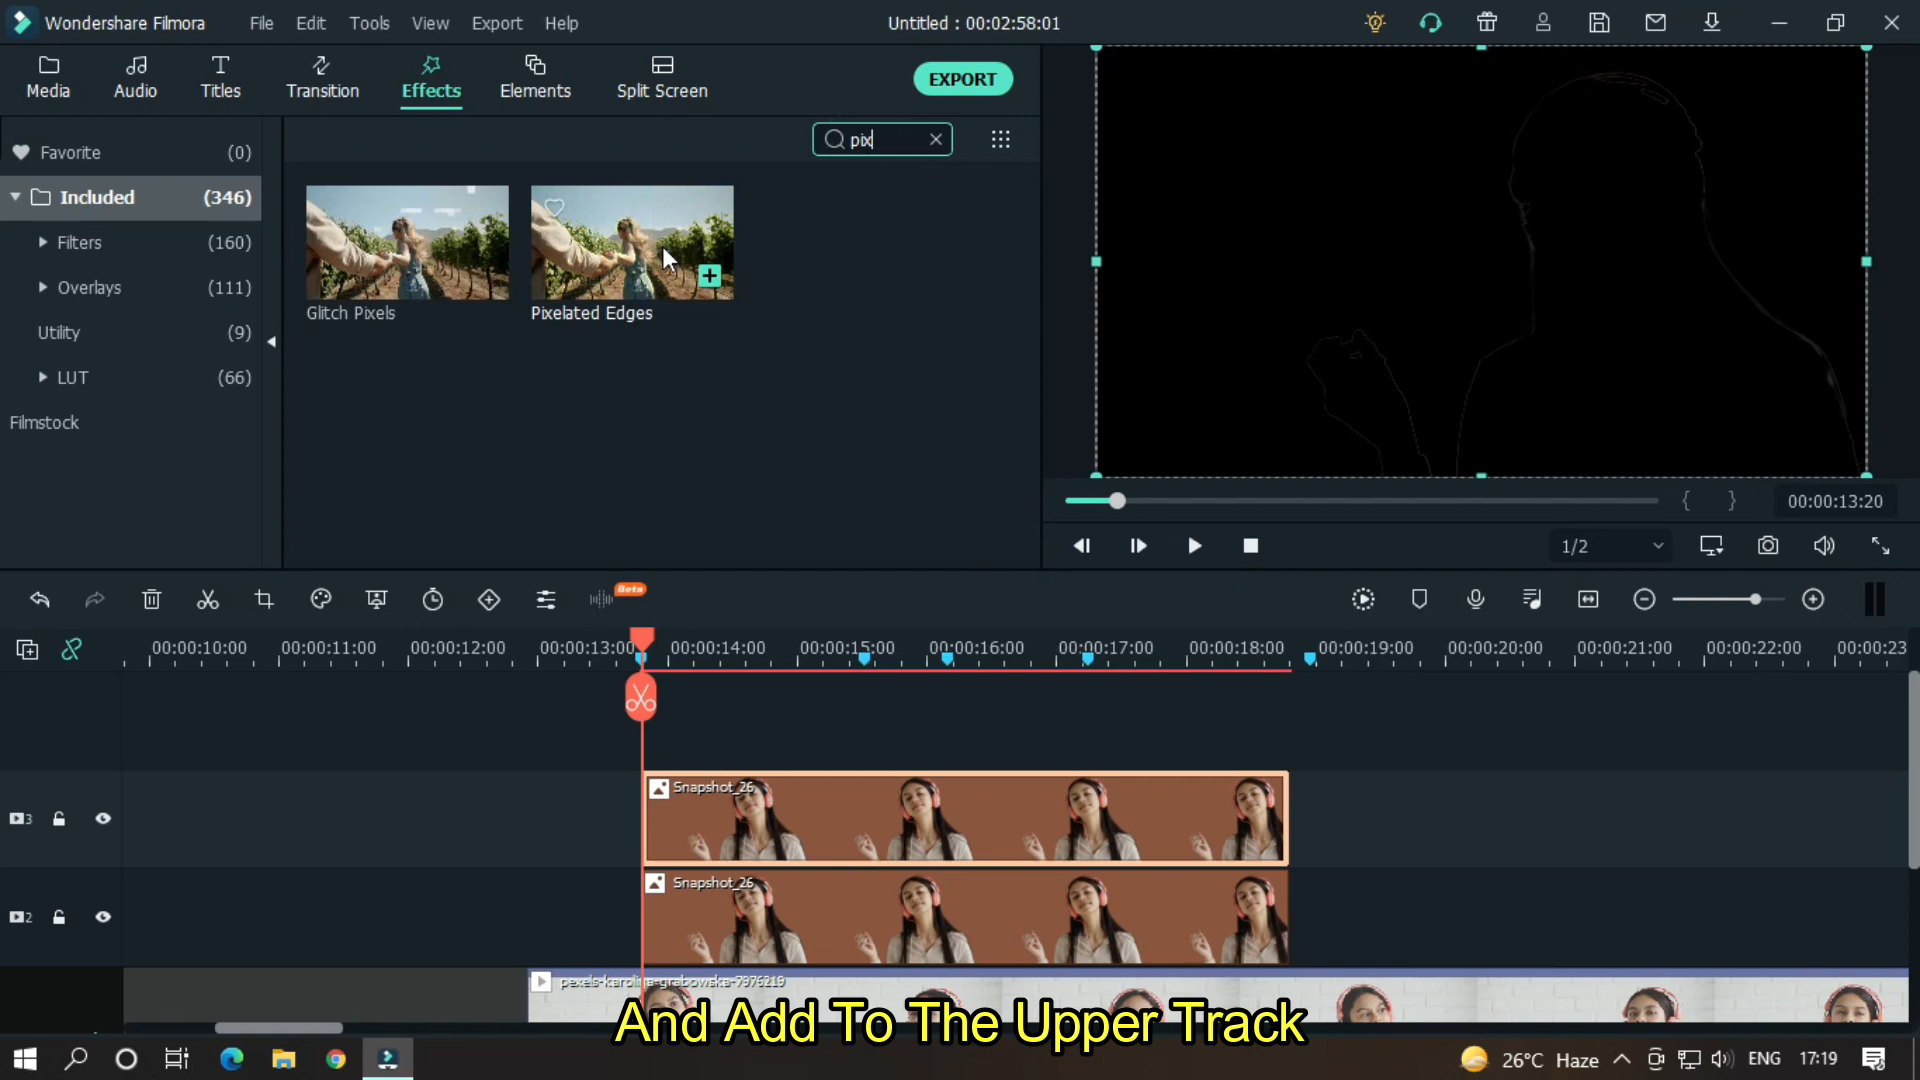 Wondershare Filmora
File
Edit
Tools
View
Export
Help
Untitled : 00:02:58:01
Media
Audio
Titles
Transition
Effects
Elements
Split Screen
EXPORT
Favorite (0)
Included (346)
Filters (160)
Overlays (111)
Utility (9)
LUT (66)
Filmstock
pix
Glitch Pixels
Pixelated Edges
00:00:13:20
1/2
Beta
00:00:10:00
00:00:11:00
00:00:12:00
00:00:13:00
00:00:14:00
00:00:15:00
00:00:16:00
00:00:17:00
00:00:18:00
00:00:19:00
00:00:20:00
00:00:21:00
00:00:22:00
00:00:23
3
Snapshot_26
2
Snapshot_26
pexels-karolina-grabowska-7976219
And Add To The Upper Track
26°C Haze
ENG
17:19